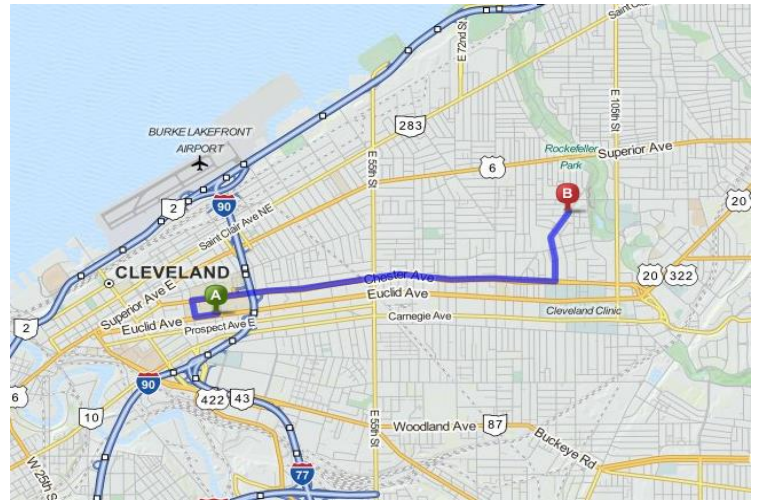 E 72nd St
Saint Clair
283
E 105th St
BURKE LAKEFRONT
AIRPORT
Rockefeller
Park
Superior Ave
6
E 55th St
B
2
90
20
Saint Clair Ave NE
CLEVELAND
Superior Ave E
A
Chester Ave
Euclid Ave
20 322
2
Euclid Ave
Prospect Ave E
Carnegie Ave
Cleveland Clinic
90
6
422 43
10
E 55th St
Woodland Ave
87
Buckeye Rd
W 25th St
77